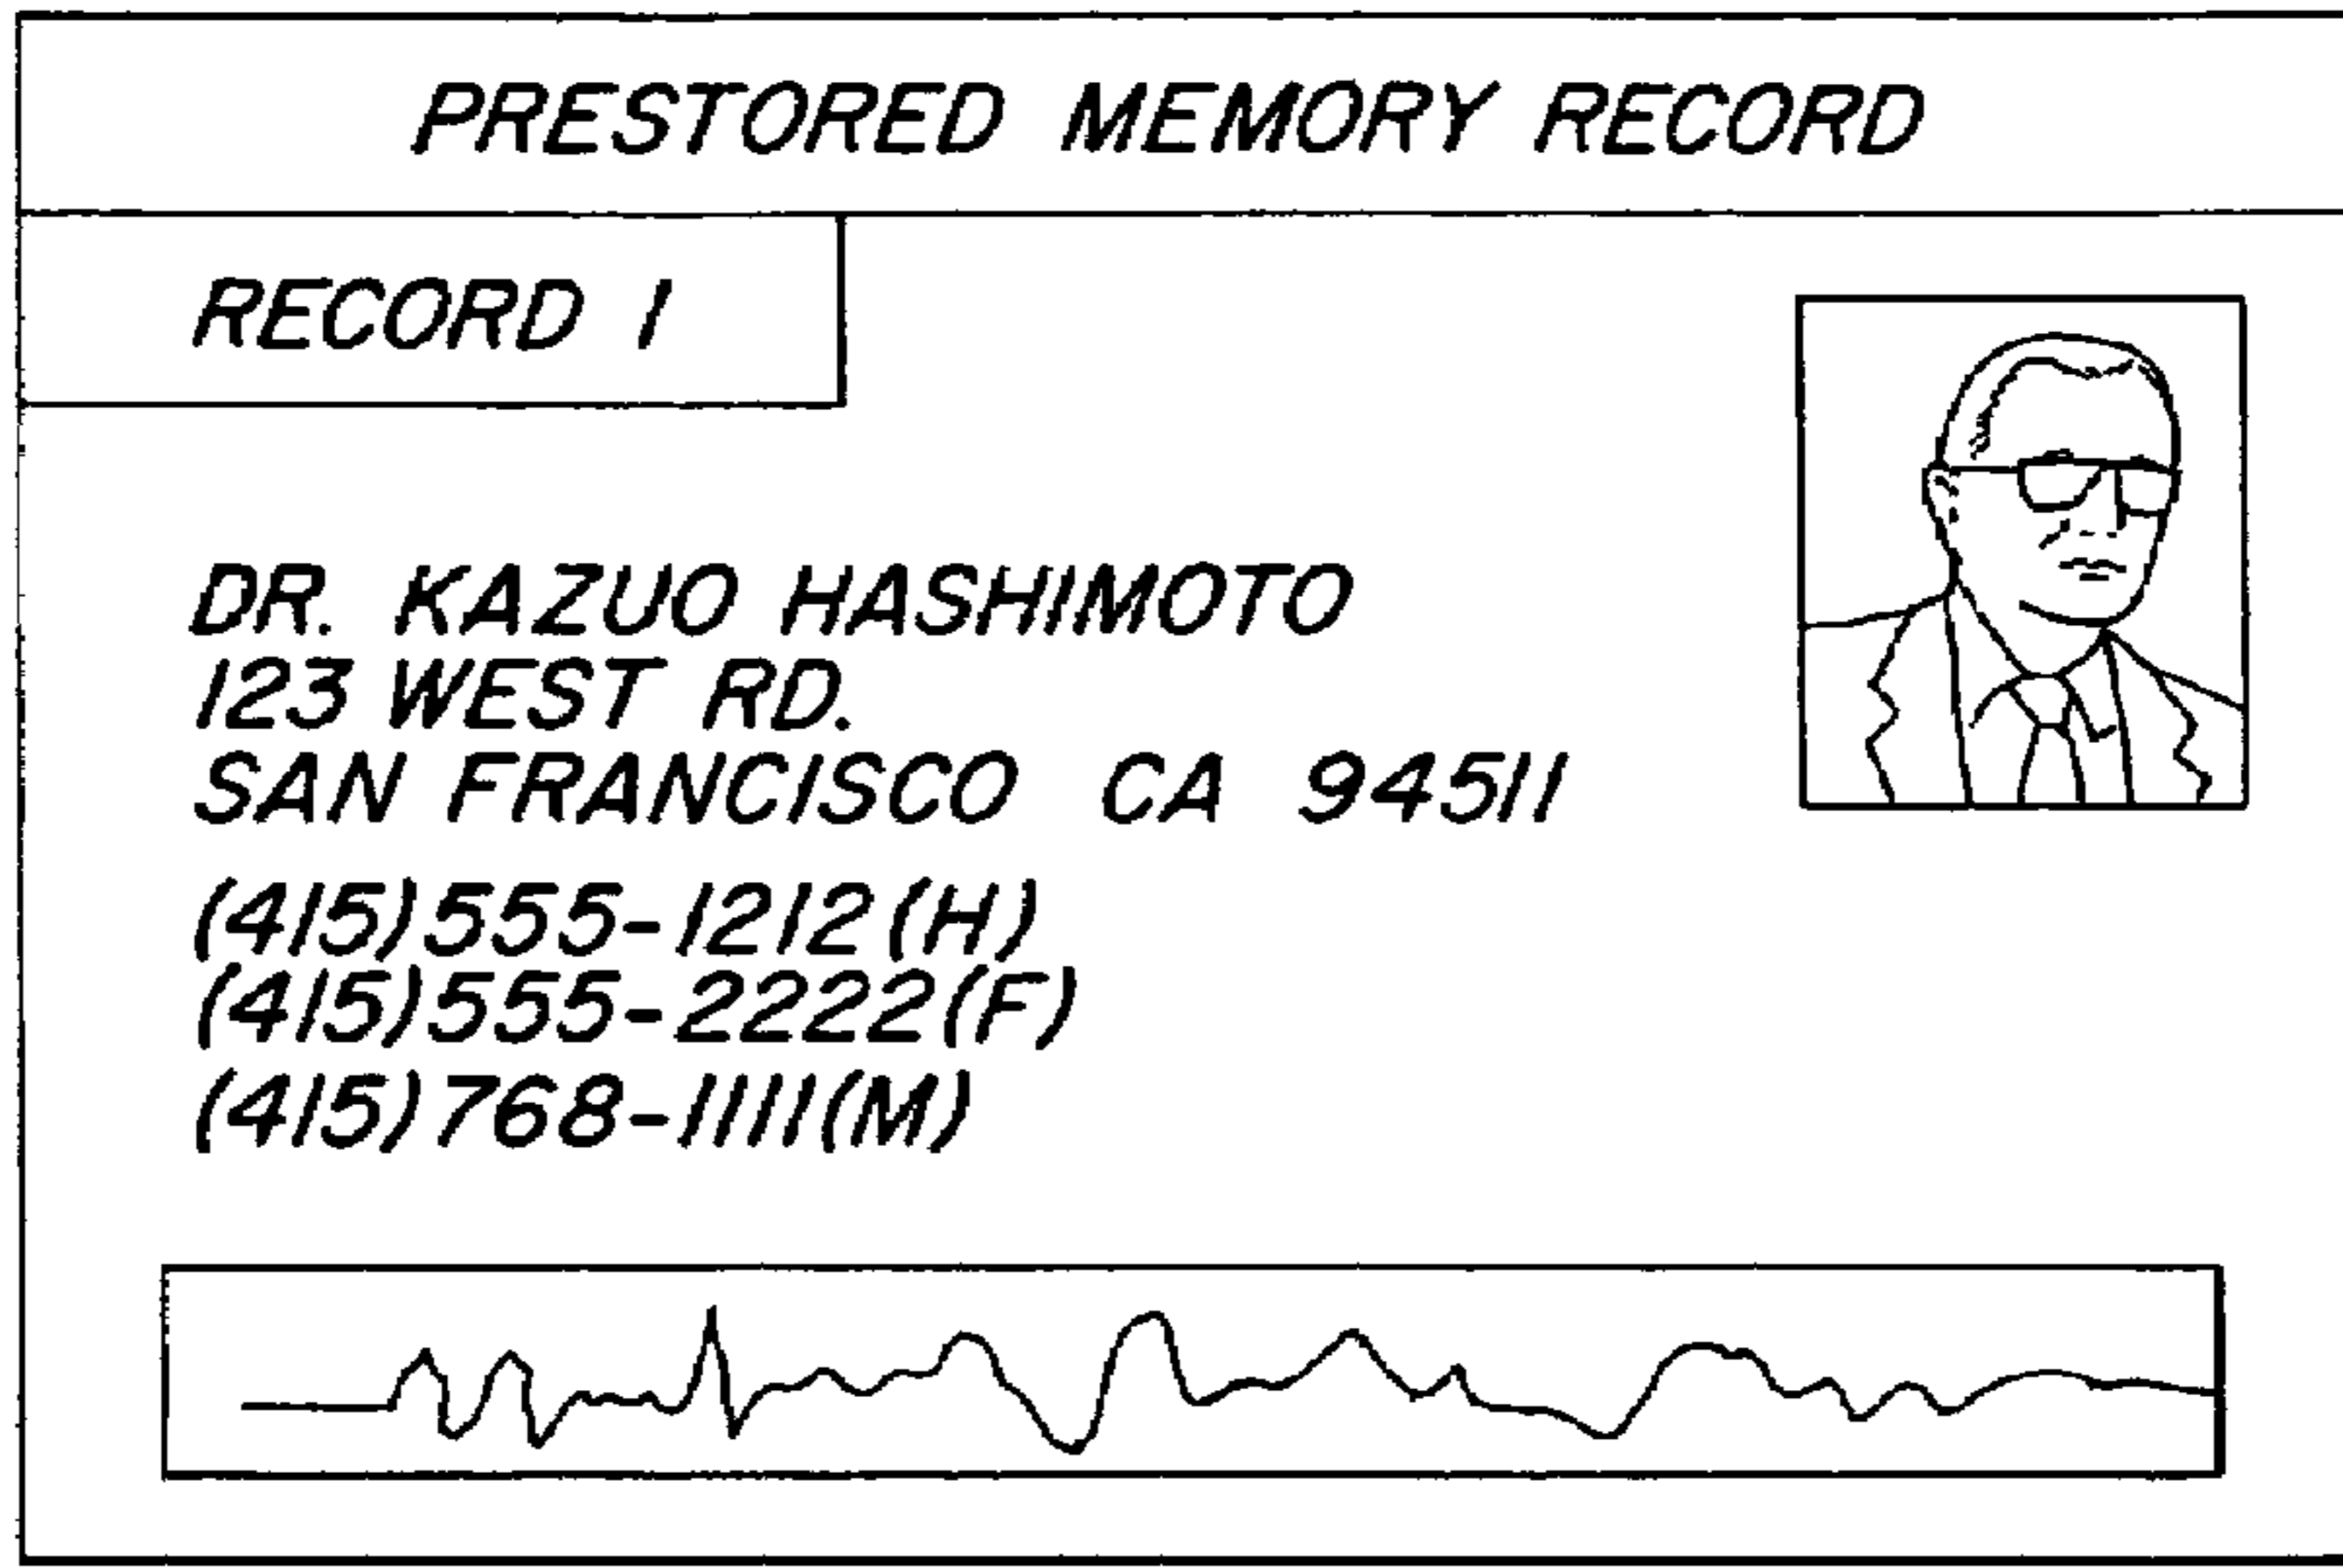 PRESTORED MEMORY RECORD
RECORD 1
DR. KAZUO HASHIMOTO
123 WEST RD.
SAN FRANCISCO CA 94511
(415)555-1212(H)
(415)555-2222(F)
(415)768-1111(M)